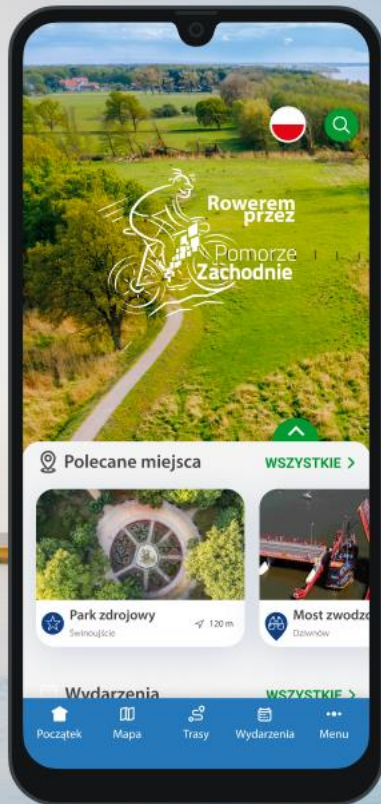 Rowerem
przez
Pomorze
Zachodnie
Polecane miejsca
WSZYSTKIE >
Park zdrojowy
Świnoujście
120 m
Most zwodzo
Dziwnów
Wydarzenia
WSZYSTKIE >
Początek
Mapa
Trasy
Wydarzenia
Menu